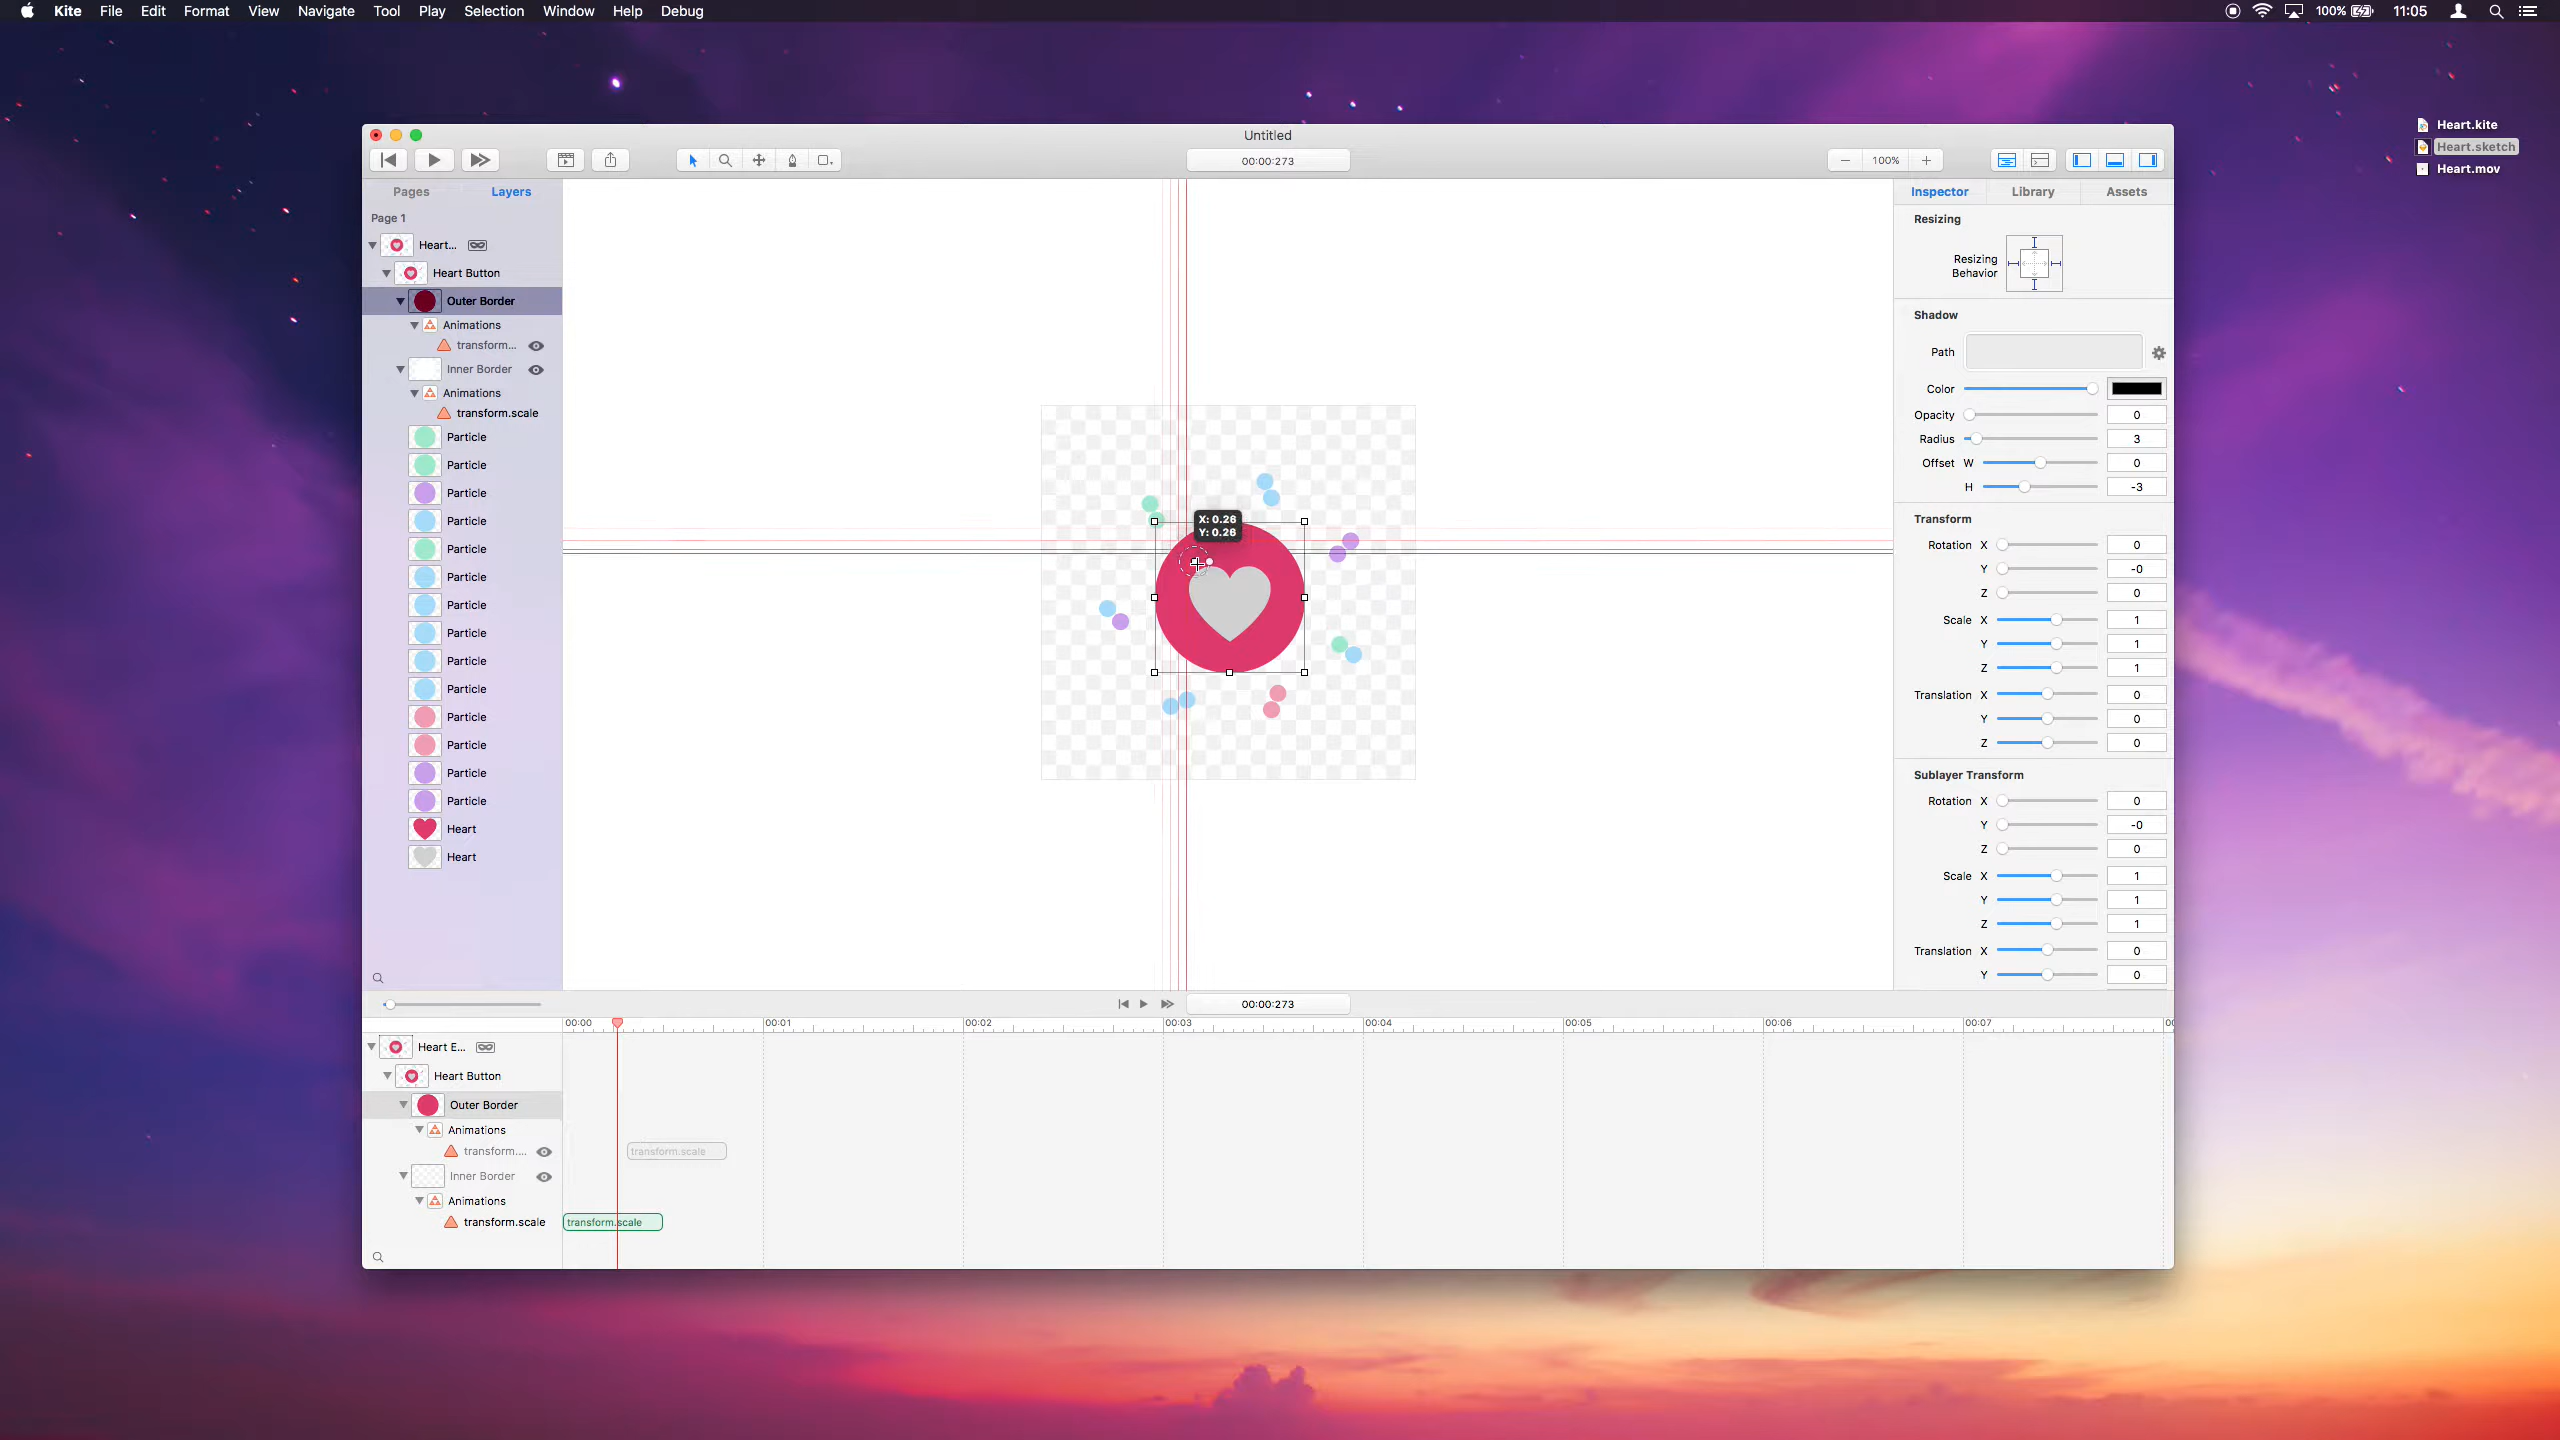 Kite File Edit Format View Navigate Tool Play Selection Window Help Debug
100% 11:05
Heart.kite
Heart.sketch
Heart.mov
Untitled
00:00:273
100%
Pages Layers
Page 1
Heart...
Heart Button
Outer Border
Animations
transform...
Inner Border
Animations
transform.scale
Particle
Particle
Particle
Particle
Particle
Particle
Particle
Particle
Particle
Particle
Particle
Particle
Particle
Particle
Heart
Heart
X: 0.26
Y: 0.26
Inspector Library Assets
Resizing
Resizing
Behavior
Shadow
Path
Color
Opacity 0
Radius 3
Offset W 0
H -3
Transform
Rotation X 0
Y -0
Z 0
Scale X 1
Y 1
Z 1
Translation X 0
Y 0
Z 0
Sublayer Transform
Rotation X 0
Y -0
Z 0
Scale X 1
Y 1
Z 1
Translation X 0
Y 0
00:00:273
00:00 00:01 00:02 00:03 00:04 00:05 00:06 00:07
Heart E...
Heart Button
Outer Border
Animations
transform.... transform.scale
Inner Border
Animations
transform.scale transform.scale